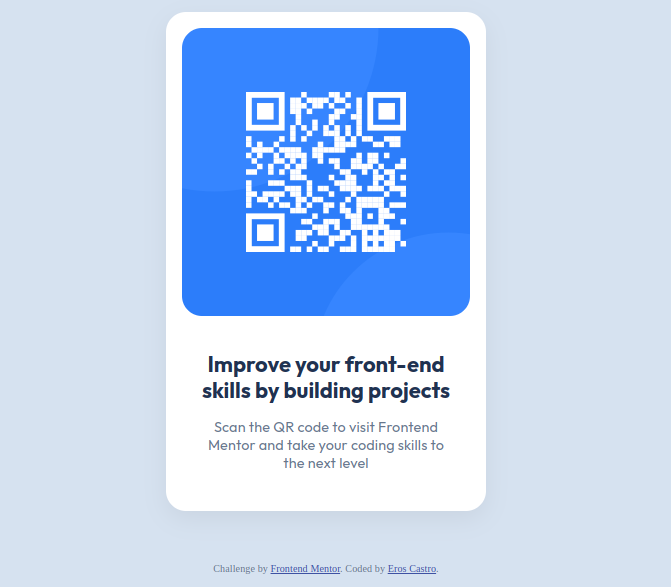 Improve your front-end
skills by building projects
Scan the QR code to visit Frontend
Mentor and take your coding skills to
the next level
Challenge by Frontend Mentor. Coded by Eros Castro.